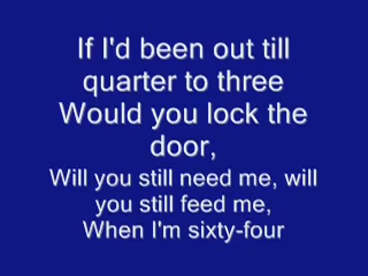 If I'd been out till
quarter to three
Would you lock the
door,
Will you still need me, will
you still feed me,
When I'm sixty-four